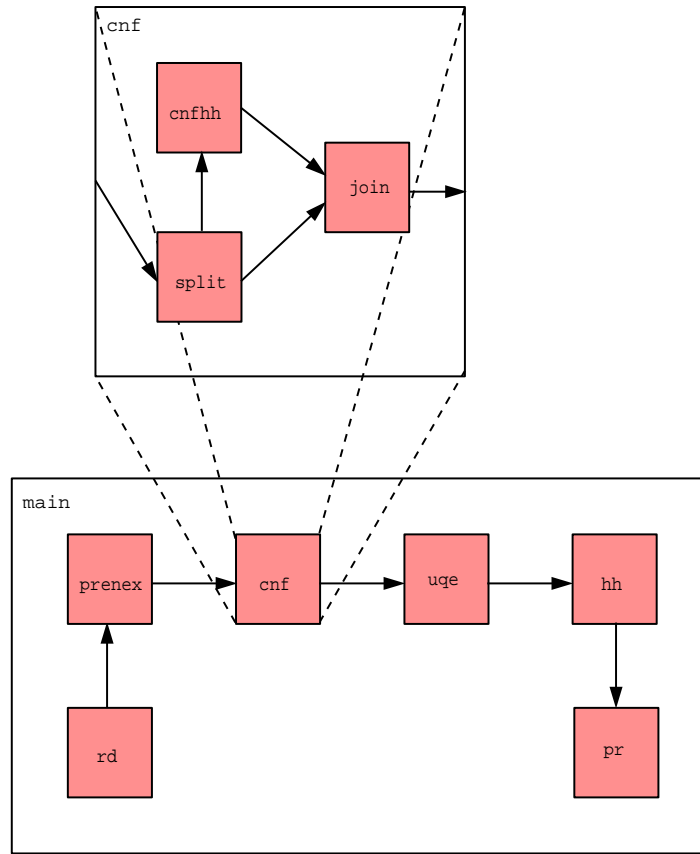 cnf
cnfhh
join
split
main
prenex
cnf
uqe
hh
rd
pr